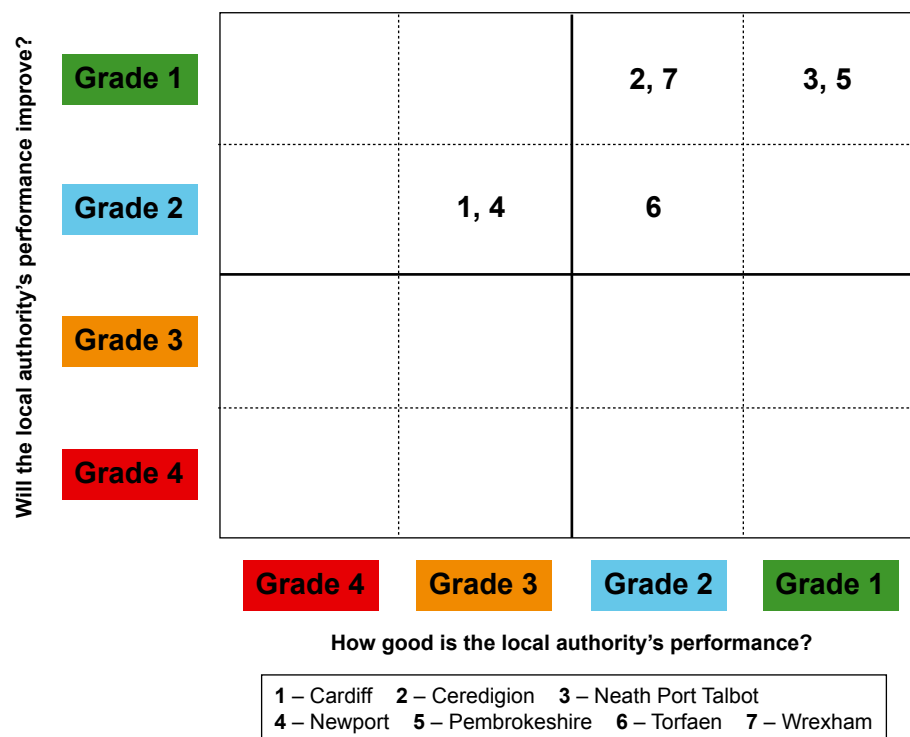 Will the local authority's performance improve?
Grade 1
2, 7
3, 5
Grade 2
1, 4
6
Grade 3
Grade 4
Grade 4
Grade 3
Grade 2
Grade 1
How good is the local authority's performance?
1 – Cardiff 2 – Ceredigion 3 – Neath Port Talbot
4 – Newport 5 – Pembrokeshire 6 – Torfaen 7 – Wrexham